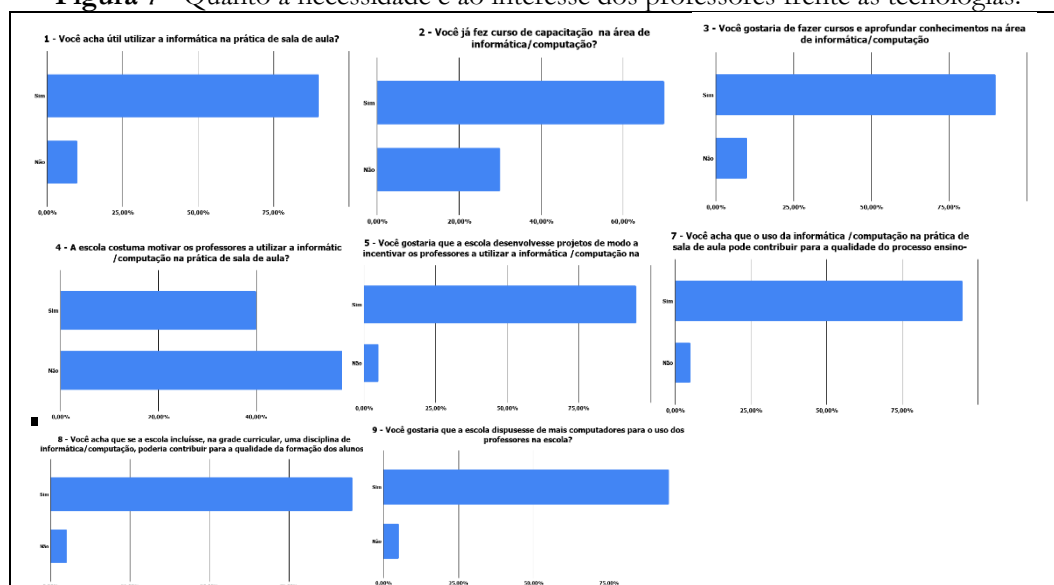 Figura 7 - Quanto à necessidade e ao interesse dos professores frente às tecnologias.
1 - Você acha útil utilizar a informática na prática de sala de aula?
Sim
Não
0,00% 25,00% 50,00% 75,00%
2 - Você já fez curso de capacitação na área de
informática/computação?
Sim
Não
0,00% 20,00% 40,00% 60,00%
3 - Você gostaria de fazer cursos e aprofundar conhecimentos na área
de informática/computação
Sim
Não
0,00% 25,00% 50,00% 75,00%
4 - A escola costuma motivar os professores a utilizar a informátic
/computação na prática de sala de aula?
Sim
Não
0,00% 20,00% 40,00%
5 - Você gostaria que a escola desenvolvesse projetos de modo a
incentivar os professores a utilizar a informática /computação na
Sim
Não
0,00% 25,00% 50,00% 75,00%
7 - Você acha que o uso da informática /computação na prática de
sala de aula pode contribuir para a qualidade do processo ensino-
Sim
Não
0,00% 25,00% 50,00% 75,00%
8 - Você acha que se a escola incluísse, na grade curricular, uma disciplina de
informática/computação, poderia contribuir para a qualidade da formação dos alunos
Sim
Não
9 - Você gostaria que a escola dispusesse de mais computadores para o uso dos
professores na escola?
Sim
Não
0,00% 25,00% 50,00% 75,00%